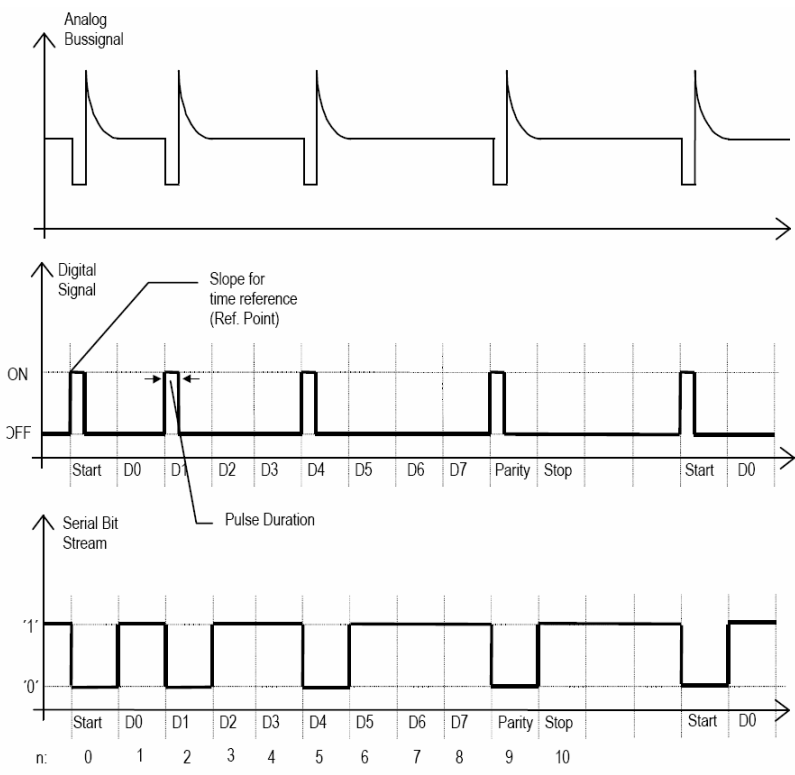 Analog
Bussignal
Digital
Signal
Slope for
time reference
(Ref. Point)
ON
OFF
Start D0 D1 D2 D3 D4 D5 D6 D7 Parity Stop Start D0
Pulse Duration
Serial Bit
Stream
'1'
'0'
Start D0 D1 D2 D3 D4 D5 D6 D7 Parity Stop Start D0
n: 0 1 2 3 4 5 6 7 8 9 10